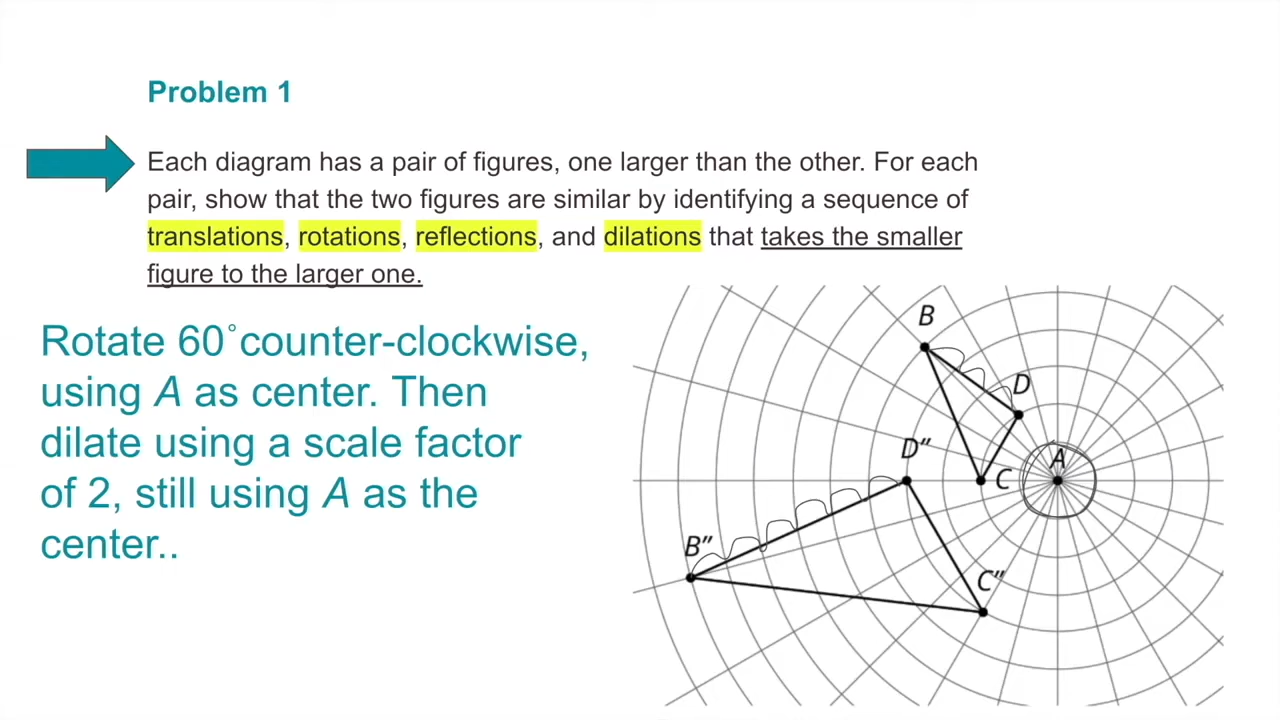 Problem 1
Each diagram has a pair of figures, one larger than the other. For each
pair, show that the two figures are similar by identifying a sequence of
translations, rotations, reflections, and dilations that takes the smaller
figure to the larger one.
Rotate 60° counter-clockwise,
using A as center. Then
dilate using a scale factor
of 2, still using A as the
center..
B
D
D″
A
C
B″
C″